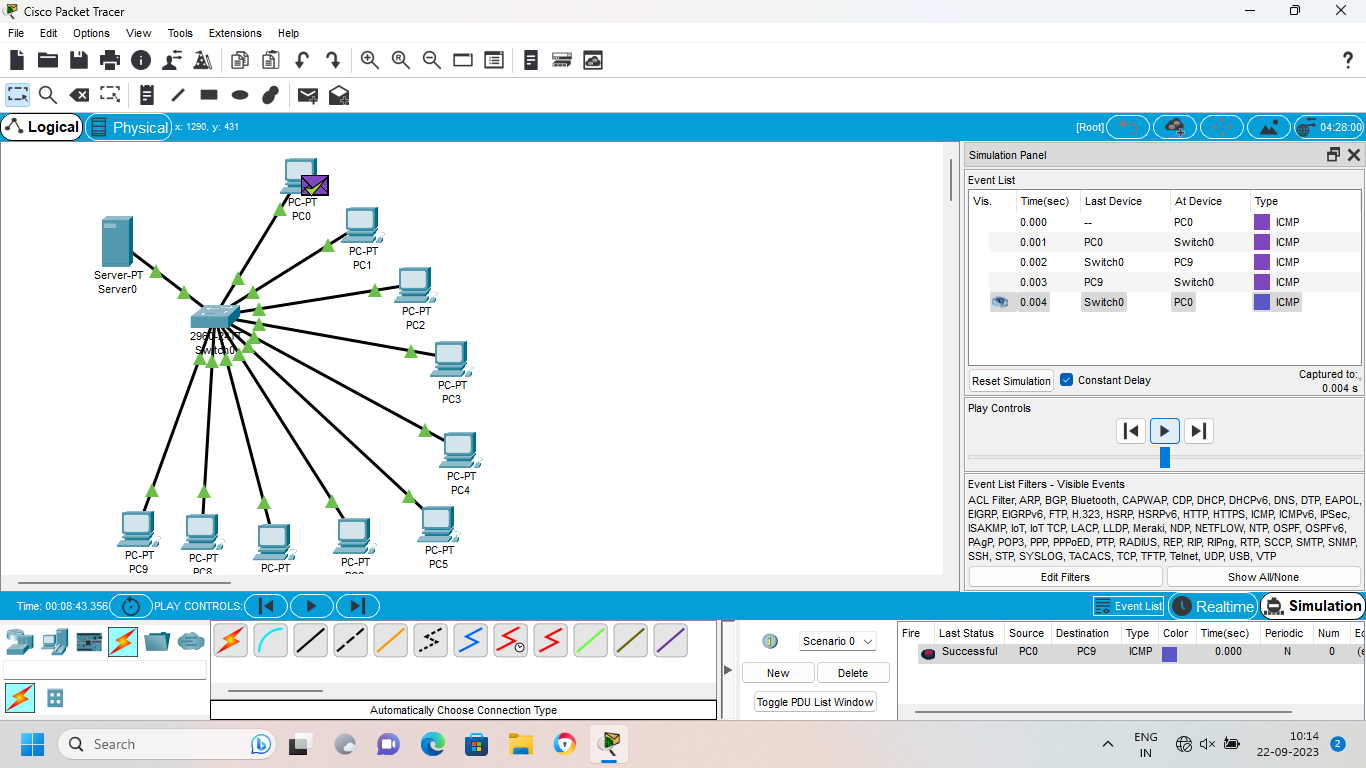 Cisco Packet Tracer
File Edit Options View Tools Extensions Help
?
Logical Physical x: 1290, y: 431 [Root] 04:28:00
PC-PT
PC0
PC-PT
PC1
Server-PT
Server0
PC-PT
PC2
Switch0
PC-PT
PC3
PC-PT
PC4
PC-PT
PC5
PC-PT
PC9
PC-PT
PC8
PC-PT
PC-PT
Simulation Panel
Event List
Vis. Time(sec) Last Device At Device Type
0.000 -- PC0 ICMP
0.001 PC0 Switch0 ICMP
0.002 Switch0 PC9 ICMP
0.003 PC9 Switch0 ICMP
0.004 Switch0 PC0 ICMP
Reset Simulation Constant Delay Captured to:
0.004 s
Play Controls
Event List Filters - Visible Events
ACL Filter, ARP, BGP, Bluetooth, CAPWAP, CDP, DHCP, DHCPv6, DNS, DTP, EAPOL,
EIGRP, EIGRPv6, FTP, H.323, HSRP, HSRPv6, HTTP, HTTPS, ICMP, ICMPv6, IPSec,
ISAKMP, IoT, IoT TCP, LACP, LLDP, Meraki, NDP, NETFLOW, NTP, OSPF, OSPFv6,
PAgP, POP3, PPP, PPPoED, PTP, RADIUS, REP, RIP, RIPng, RTP, SCCP, SMTP, SNMP,
SSH, STP, SYSLOG, TACACS, TCP, TFTP, Telnet, UDP, USB, VTP
Edit Filters Show All/None
Time: 00:08:43.356 PLAY CONTROLS: Event List Realtime Simulation
Scenario 0
New Delete
Toggle PDU List Window
Fire Last Status Source Destination Type Color Time(sec) Periodic Num
Successful PC0 PC9 ICMP 0.000 N 0
Automatically Choose Connection Type
Search
ENG
IN
10:14
22-09-2023
2